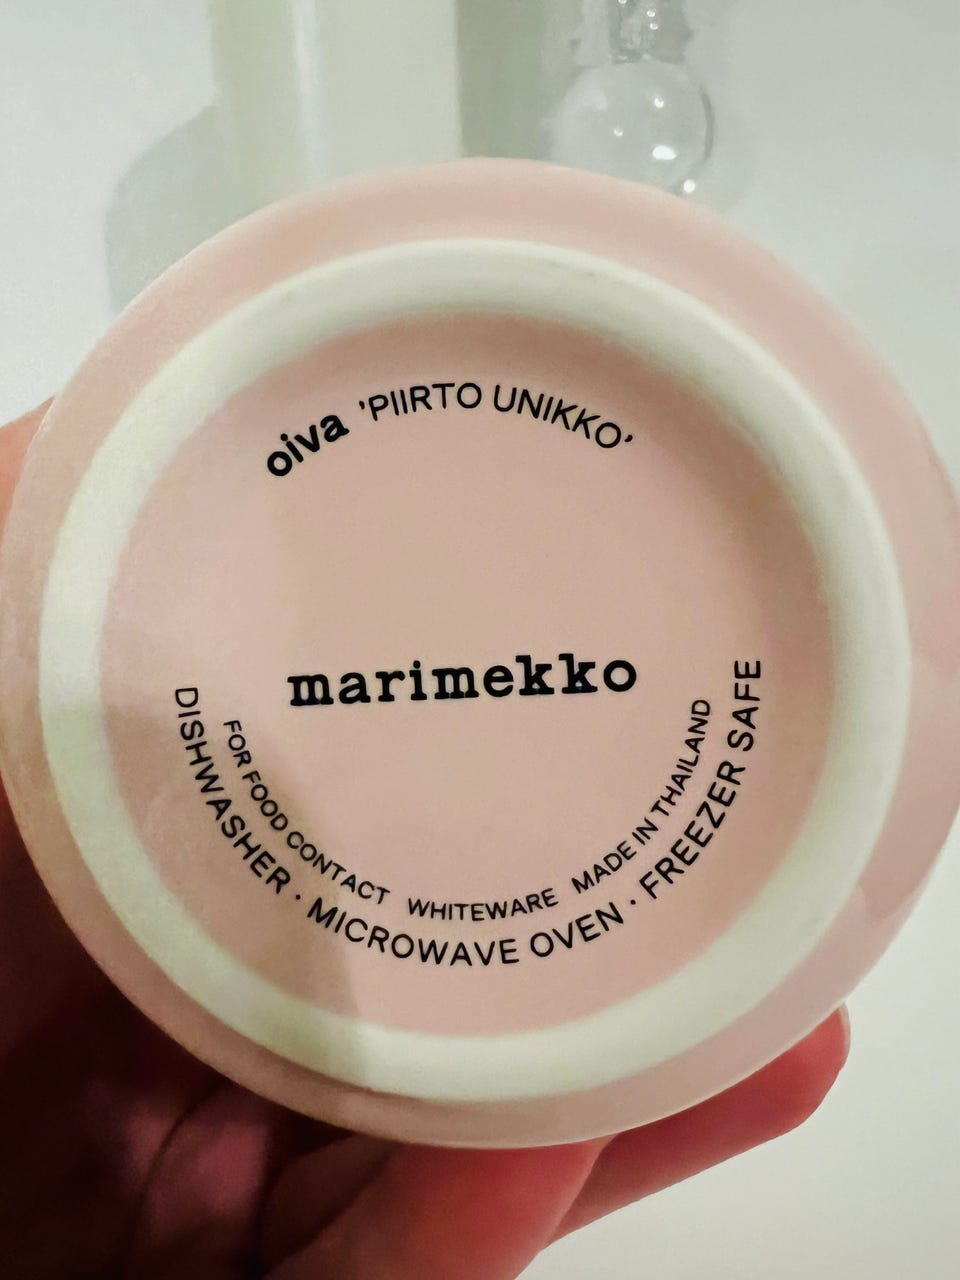 oiva ’PIIRTO UNIKKO’
marimekko
FOR FOOD CONTACT WHITEWARE MADE IN THAILAND
DISHWASHER · MICROWAVE OVEN · FREEZER SAFE